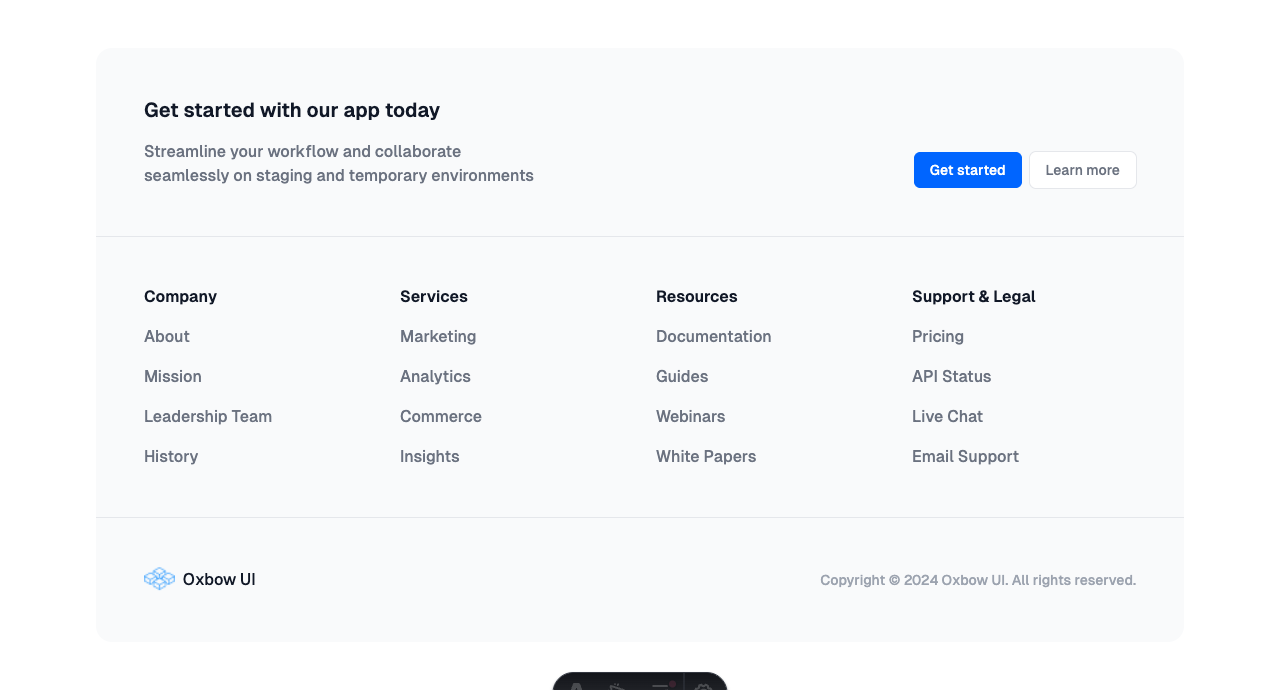 Get started with our app today
Streamline your workflow and collaborate
seamlessly on staging and temporary environments
Get started
Learn more
Company
About
Mission
Leadership Team
History
Services
Marketing
Analytics
Commerce
Insights
Resources
Documentation
Guides
Webinars
White Papers
Support & Legal
Pricing
API Status
Live Chat
Email Support
Oxbow UI
Copyright © 2024 Oxbow UI. All rights reserved.